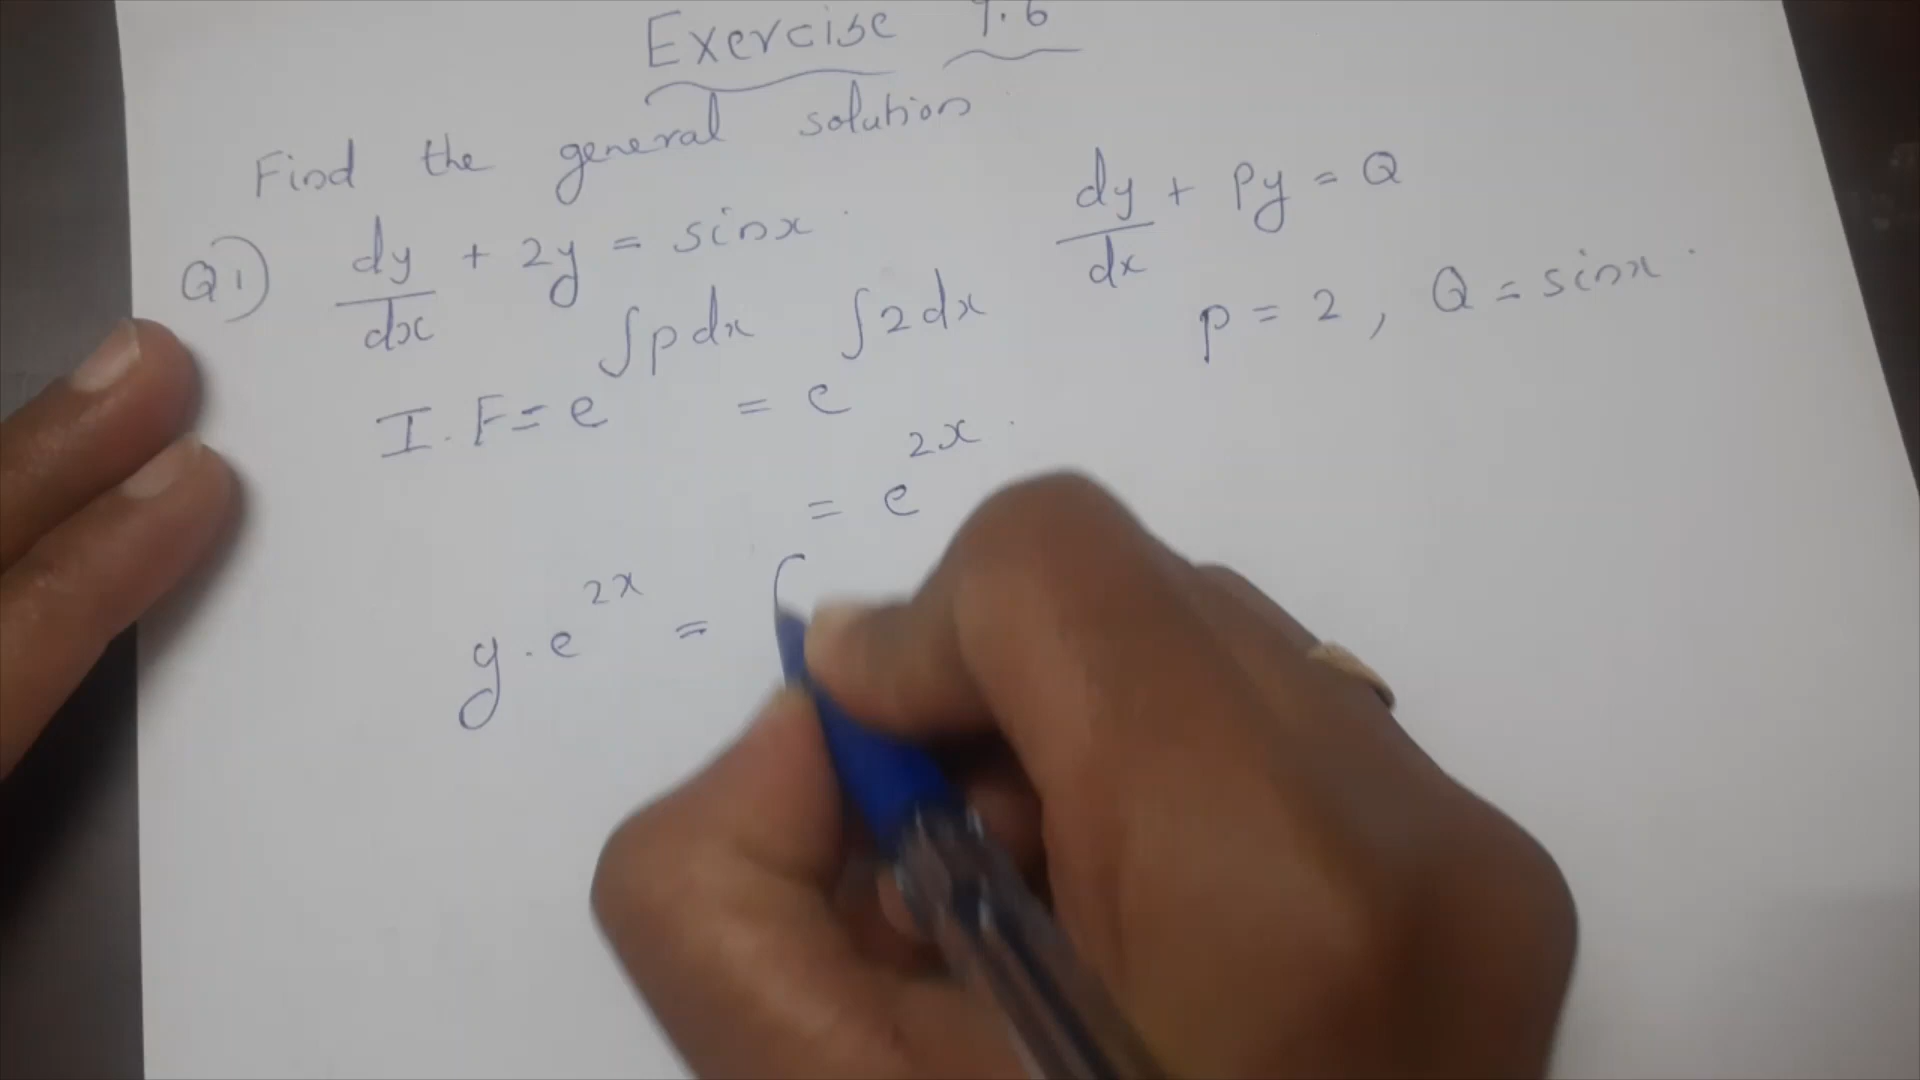 Exercise 9.6
Find the general solution
Q1) dy/dx + 2y = sinx.
dy/dx + Py = Q
p = 2, Q = sinx.
I.F = e^∫pdx = e^∫2dx
= e^2x.
y.e^2x = ∫